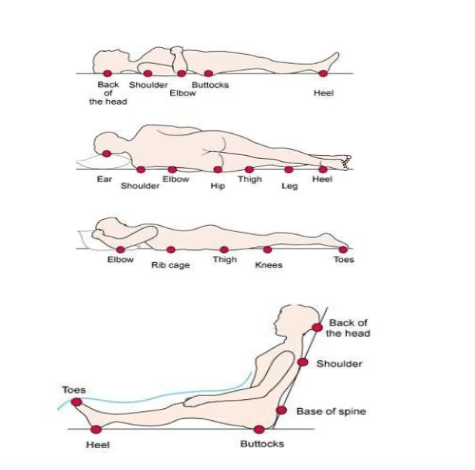 Back
of
the head
Shoulder
Elbow
Buttocks
Heel
Ear
Shoulder
Elbow
Hip
Thigh
Leg
Heel
Elbow
Rib cage
Thigh
Knees
Toes
Back of
the head
Shoulder
Base of spine
Toes
Heel
Buttocks